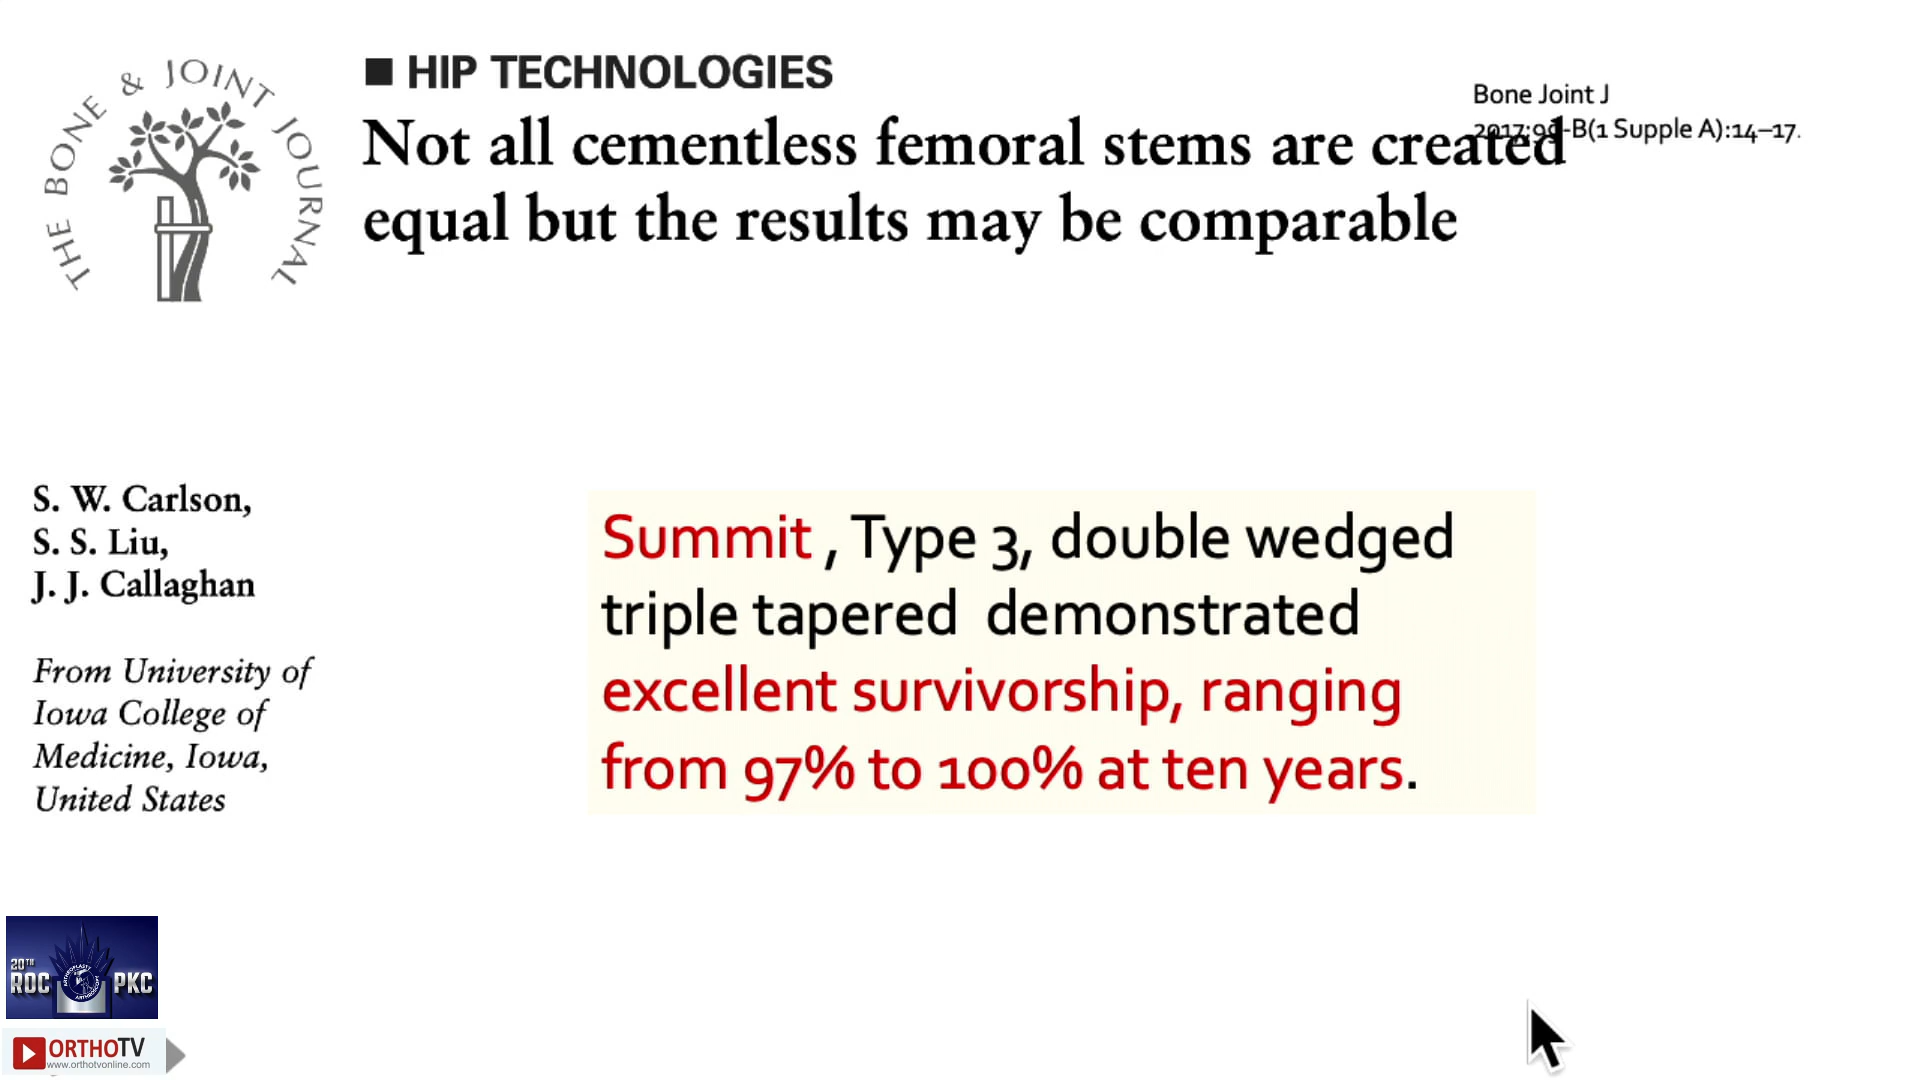 THE BONE & JOINT JOURNAL
■ HIP TECHNOLOGIES
Not all cementless femoral stems are created
equal but the results may be comparable
Bone Joint J
2017;99-B(1 Supple A):14–17.
S. W. Carlson,
S. S. Liu,
J. J. Callaghan
From University of
Iowa College of
Medicine, Iowa,
United States
Summit , Type 3, double wedged
triple tapered demonstrated
excellent survivorship, ranging
from 97% to 100% at ten years.
20TH
ROC PKC
ORTHOTV
www.orthotvonline.com